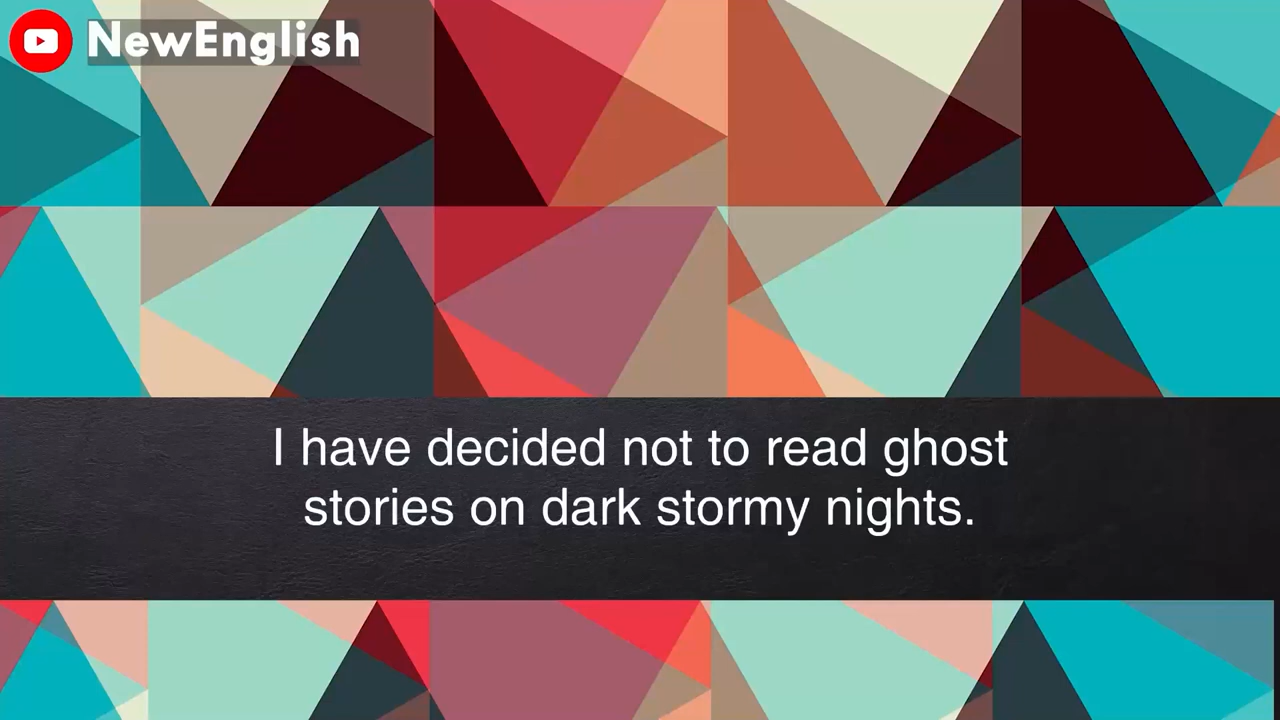 NewEnglish
I have decided not to read ghost
stories on dark stormy nights.